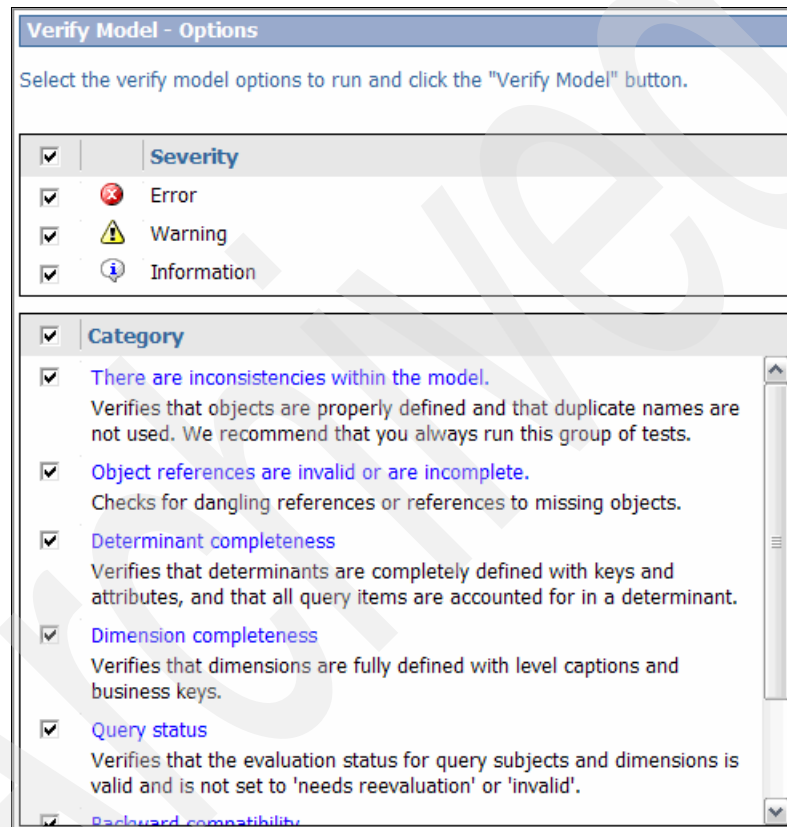 Verify Model - Options
Select the verify model options to run and click the "Verify Model" button.
Severity
Error
Warning
Information
Category
There are inconsistencies within the model.
Verifies that objects are properly defined and that duplicate names are
not used. We recommend that you always run this group of tests.
Object references are invalid or are incomplete.
Checks for dangling references or references to missing objects.
Determinant completeness
Verifies that determinants are completely defined with keys and
attributes, and that all query items are accounted for in a determinant.
Dimension completeness
Verifies that dimensions are fully defined with level captions and
business keys.
Query status
Verifies that the evaluation status for query subjects and dimensions is
valid and is not set to 'needs reevaluation' or 'invalid'.
Backward compatibility